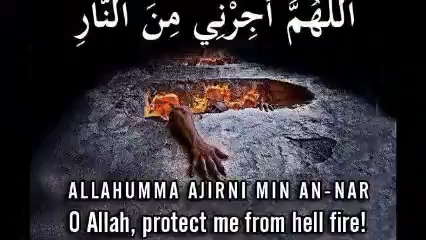 اللَّهُمَّ أَجِرْنِي مِنَ النَّارِ
ALLAHUMMA AJIRNI MIN AN-NAR
O Allah, protect me from hell fire!